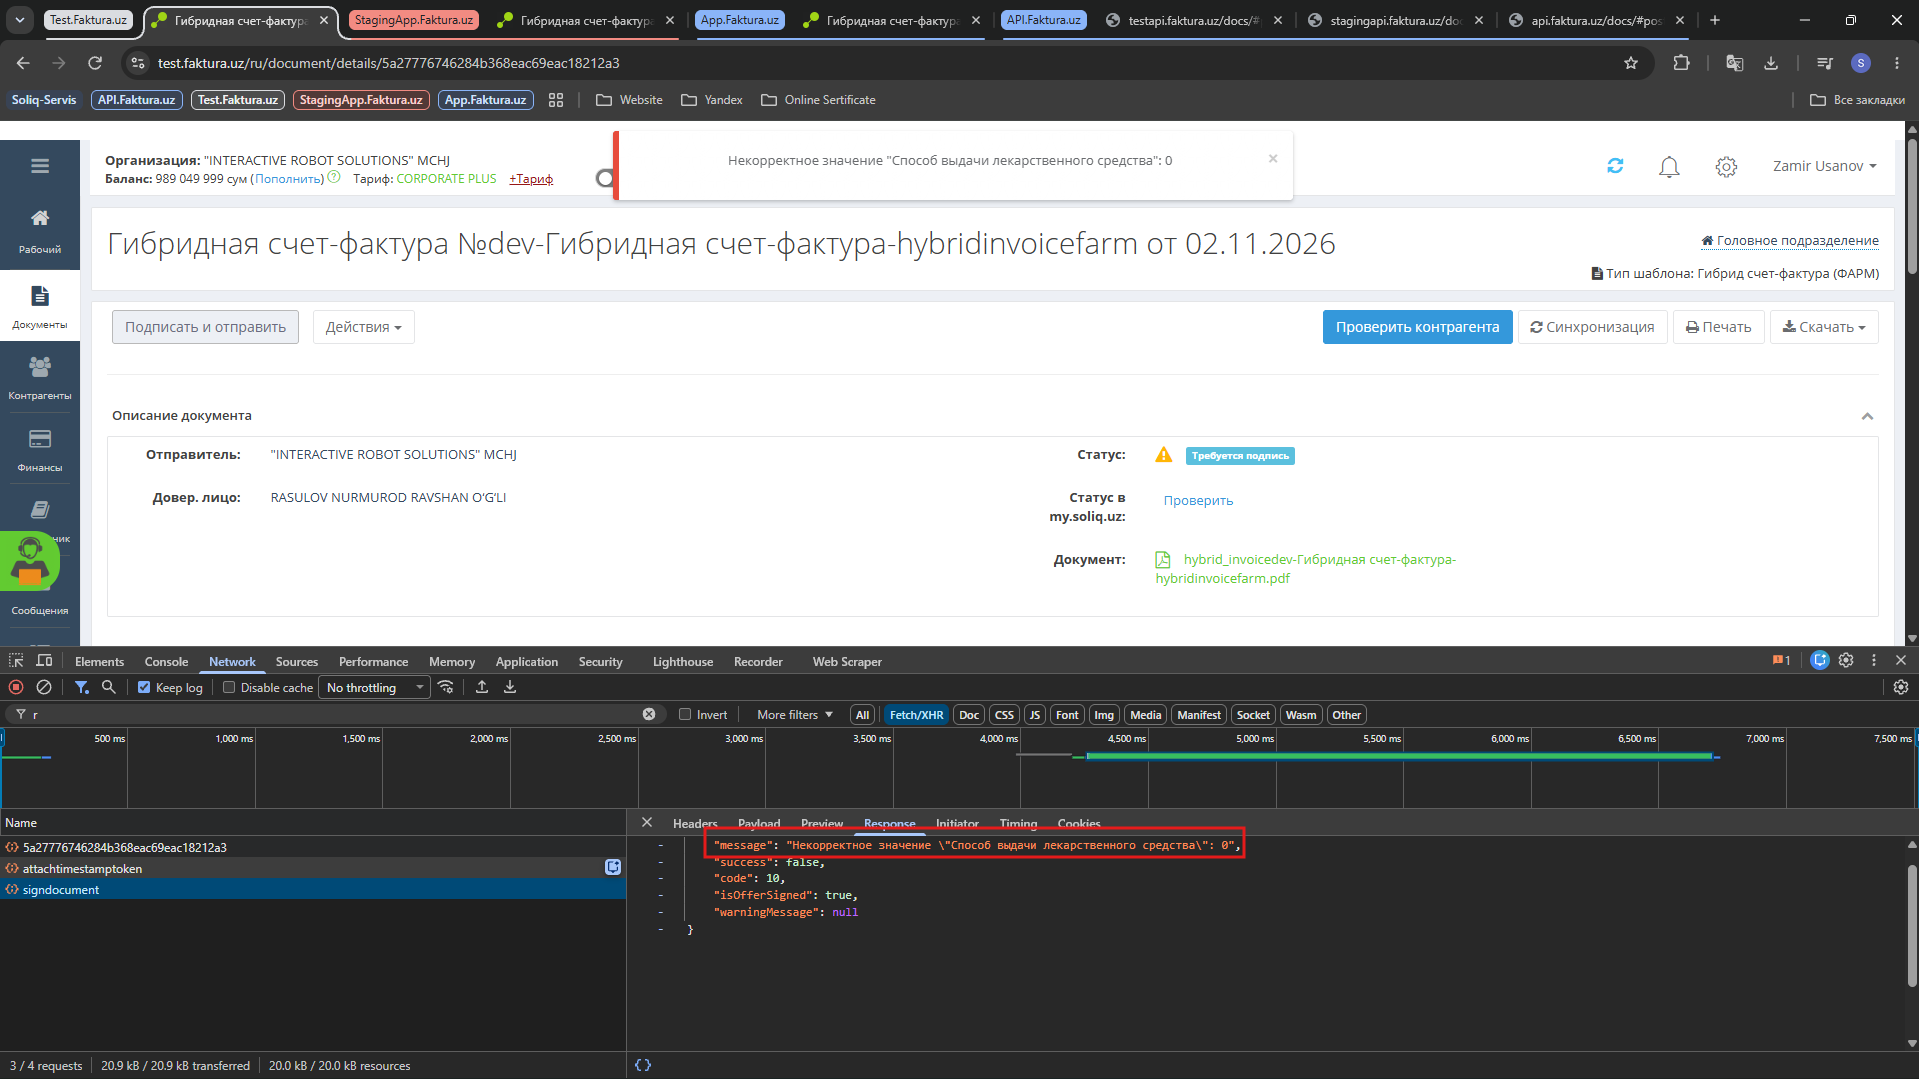 Test.Faktura.uz
Гибридная счет-фактура
StagingApp.Faktura.uz
Гибридная счет-фактура
App.Faktura.uz
Гибридная счет-фактура
API.Faktura.uz
testapi.faktura.uz/docs/#
stagingapi.faktura.uz/do
api.faktura.uz/docs/#pos
test.faktura.uz/ru/document/details/5a27776746284b368eac69eac18212a3
S
Soliq-Servis
API.Faktura.uz
Test.Faktura.uz
StagingApp.Faktura.uz
App.Faktura.uz
Website
Yandex
Online Sertificate
Все закладки
Организация: "INTERACTIVE ROBOT SOLUTIONS" MCHJ
Баланс: 989 049 999 сум (Пополнить) ? Тариф: CORPORATE PLUS +Тариф
Некорректное значение "Способ выдачи лекарственного средства": 0
×
Zamir Usanov
Рабочий
Документы
Контрагенты
Финансы
ник
Сообщения
Гибридная счет-фактура №dev-Гибридная счет-фактура-hybridinvoicefarm от 02.11.2026
Головное подразделение
Тип шаблона: Гибрид счет-фактура (ФАРМ)
Подписать и отправить
Действия
Проверить контрагента
Синхронизация
Печать
Скачать
Описание документа
Отправитель: "INTERACTIVE ROBOT SOLUTIONS" MCHJ
Статус: Требуется подпись
Довер. лицо: RASULOV NURMUROD RAVSHAN O‘G‘LI
Статус в
my.soliq.uz:
Проверить
Документ: hybrid_invoicedev-Гибридная счет-фактура-
hybridinvoicefarm.pdf
Elements Console Network Sources Performance Memory Application Security Lighthouse Recorder Web Scraper
1
Keep log
Disable cache
No throttling
r
Invert
More filters
All Fetch/XHR Doc CSS JS Font Img Media Manifest Socket Wasm Other
500 ms 1,000 ms 1,500 ms 2,000 ms 2,500 ms 3,000 ms 3,500 ms 4,000 ms 4,500 ms 5,000 ms 5,500 ms 6,000 ms 6,500 ms 7,000 ms 7,500 ms
Name
5a27776746284b368eac69eac18212a3
attachtimestamptoken
signdocument
Headers Payload Preview Response Initiator Timing Cookies
- "message": "Некорректное значение \"Способ выдачи лекарственного средства\": 0",
- "success": false,
- "code": 10,
- "isOfferSigned": true,
- "warningMessage": null
- }
3 / 4 requests
20.9 kB / 20.9 kB transferred
20.0 kB / 20.0 kB resources
{}